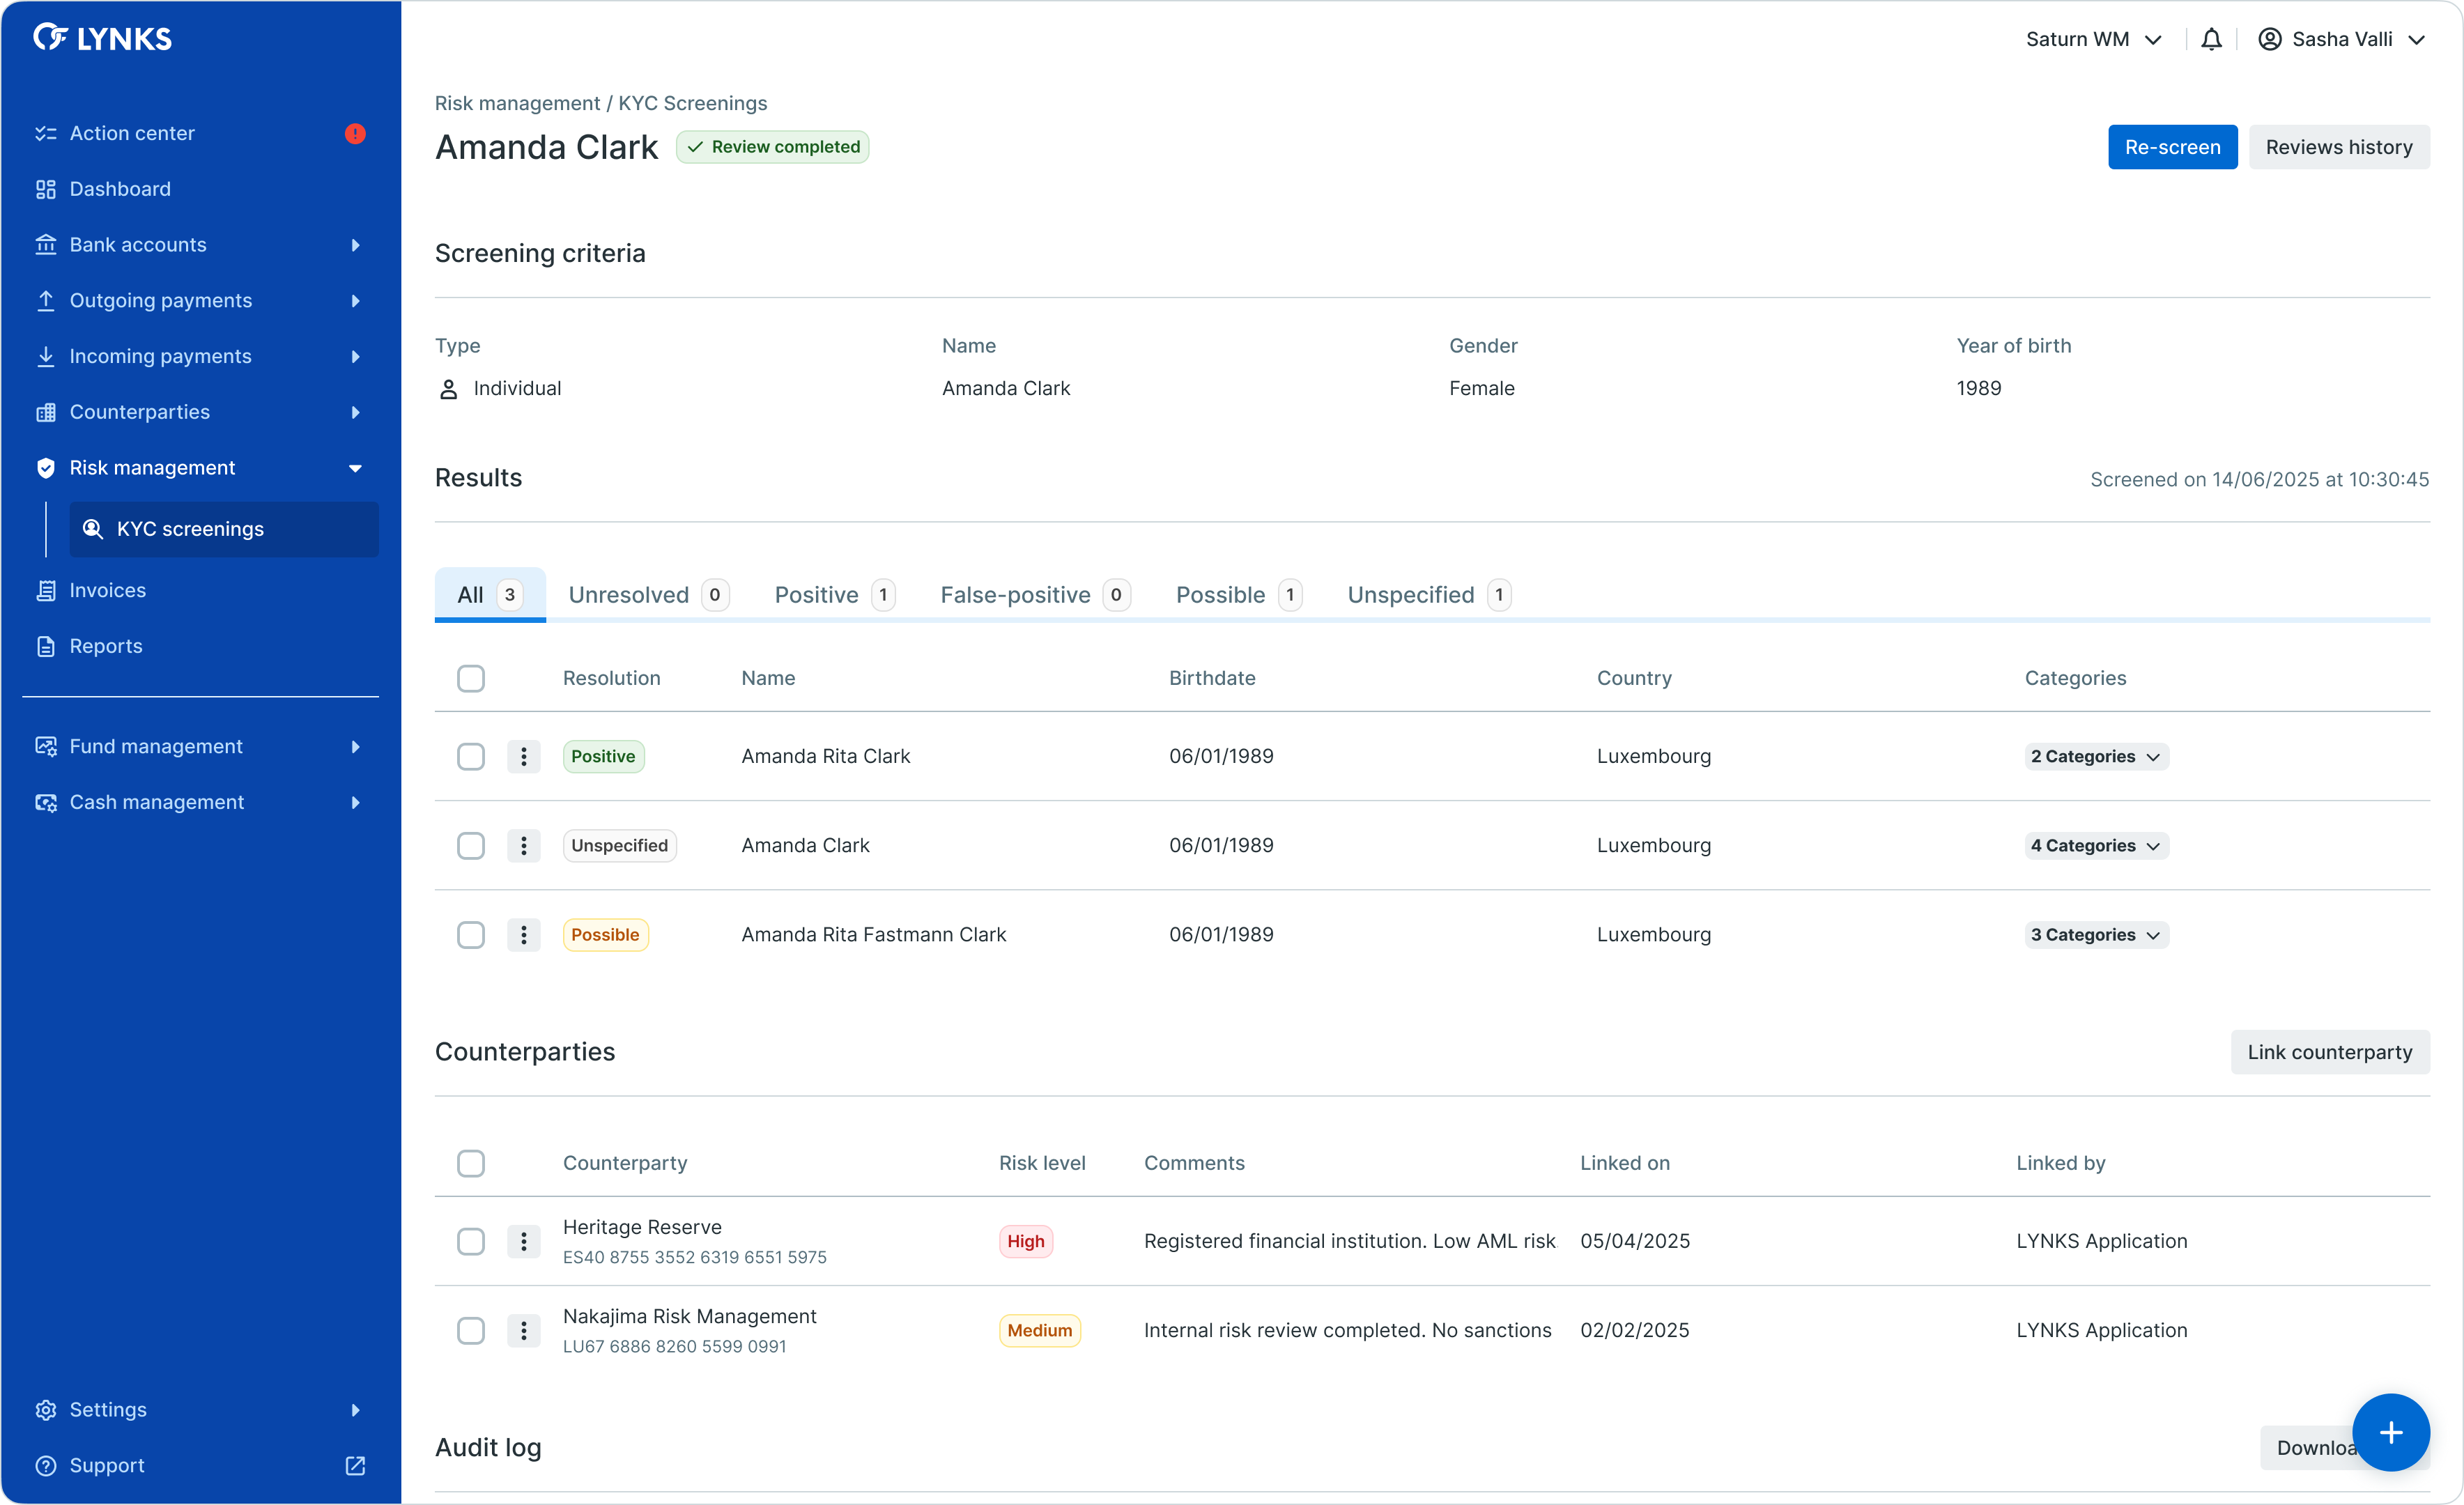 LYNKS
Saturn WM
Sasha Valli
Action center
Dashboard
Bank accounts
Outgoing payments
Incoming payments
Counterparties
Risk management
KYC screenings
Invoices
Reports
Fund management
Cash management
Settings
Support
Risk management / KYC Screenings
Amanda Clark Review completed
Re-screen Reviews history
Screening criteria
Type Name Gender Year of birth
Individual Amanda Clark Female 1989
Results Screened on 14/06/2025 at 10:30:45
All 3 Unresolved 0 Positive 1 False-positive 0 Possible 1 Unspecified 1
Resolution Name Birthdate Country Categories
Positive Amanda Rita Clark 06/01/1989 Luxembourg 2 Categories
Unspecified Amanda Clark 06/01/1989 Luxembourg 4 Categories
Possible Amanda Rita Fastmann Clark 06/01/1989 Luxembourg 3 Categories
Counterparties Link counterparty
Counterparty Risk level Comments Linked on Linked by
Heritage Reserve
ES40 8755 3552 6319 6551 5975
High Registered financial institution. Low AML risk. 05/04/2025 LYNKS Application
Nakajima Risk Management
LU67 6886 8260 5599 0991
Medium Internal risk review completed. No sanctions 02/02/2025 LYNKS Application
Audit log